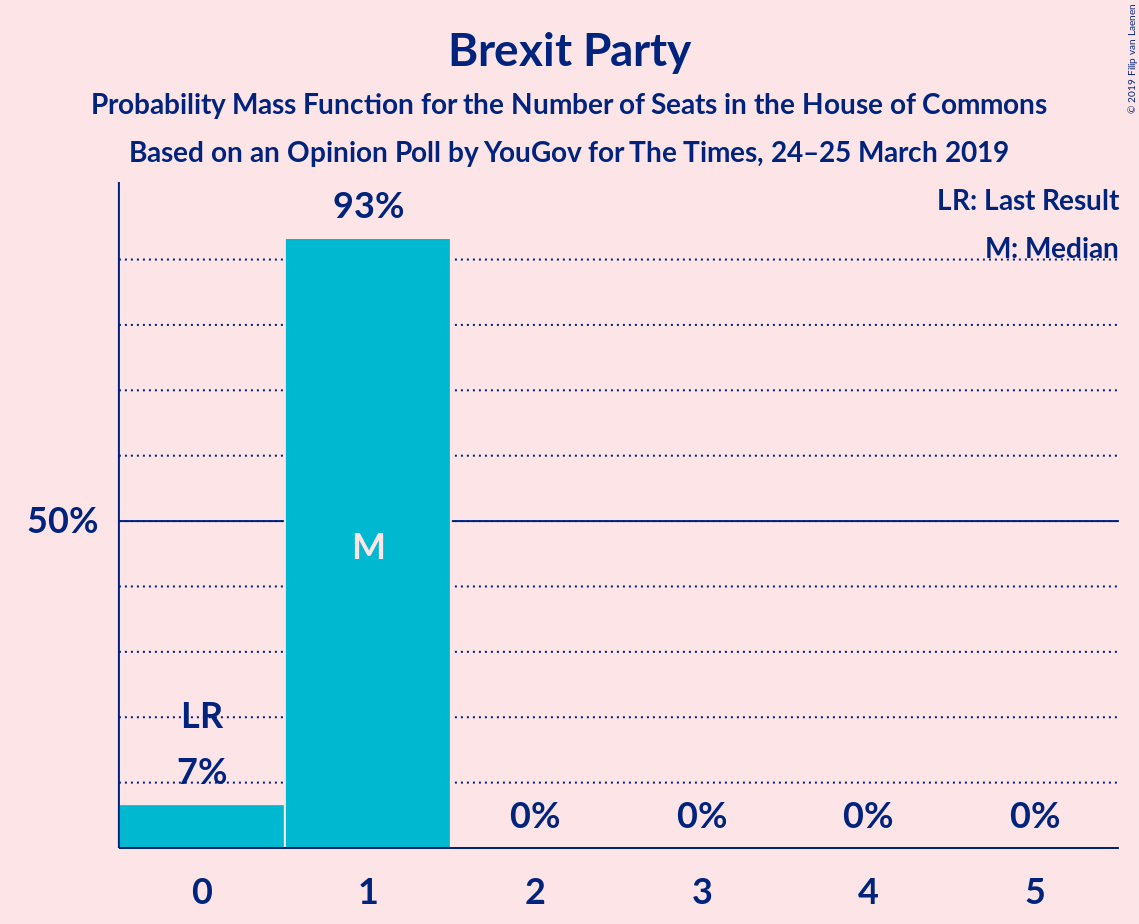 Brexit Party
Probability Mass Function for the Number of Seats in the House of Commons
Based on an Opinion Poll by YouGov for The Times, 24–25 March 2019
© 2019 Filip van Laenen
LR: Last Result
M: Median
93%
50%
M
LR
7%
0%
0%
0%
0%
0
1
2
3
4
5